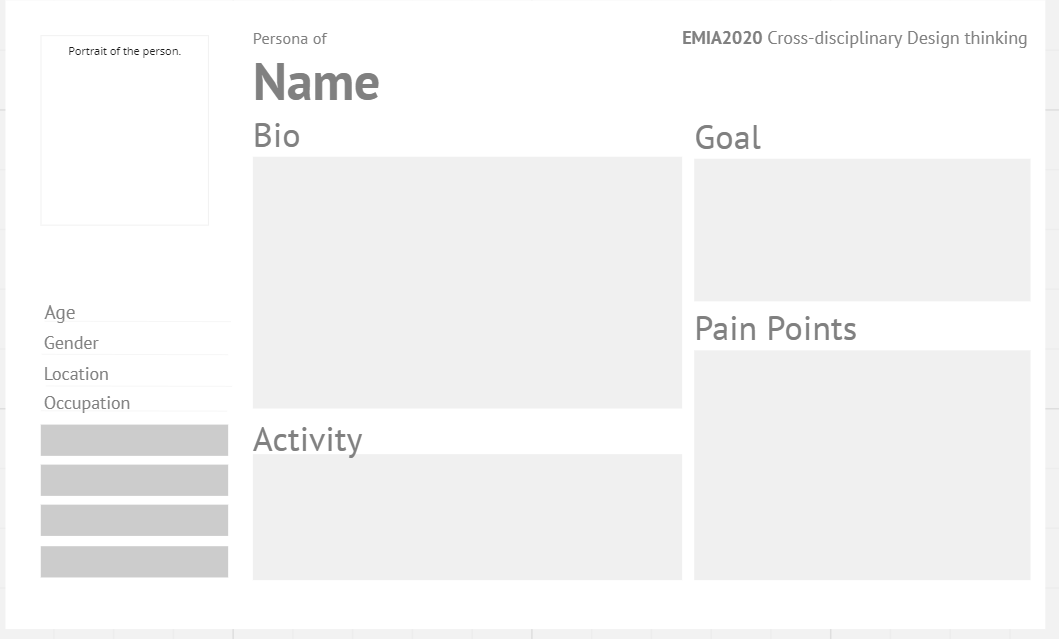 Portrait of the person.
Persona of
EMIA2020 Cross-disciplinary Design thinking
Name
Bio
Goal
Age
Gender
Location
Occupation
Pain Points
Activity